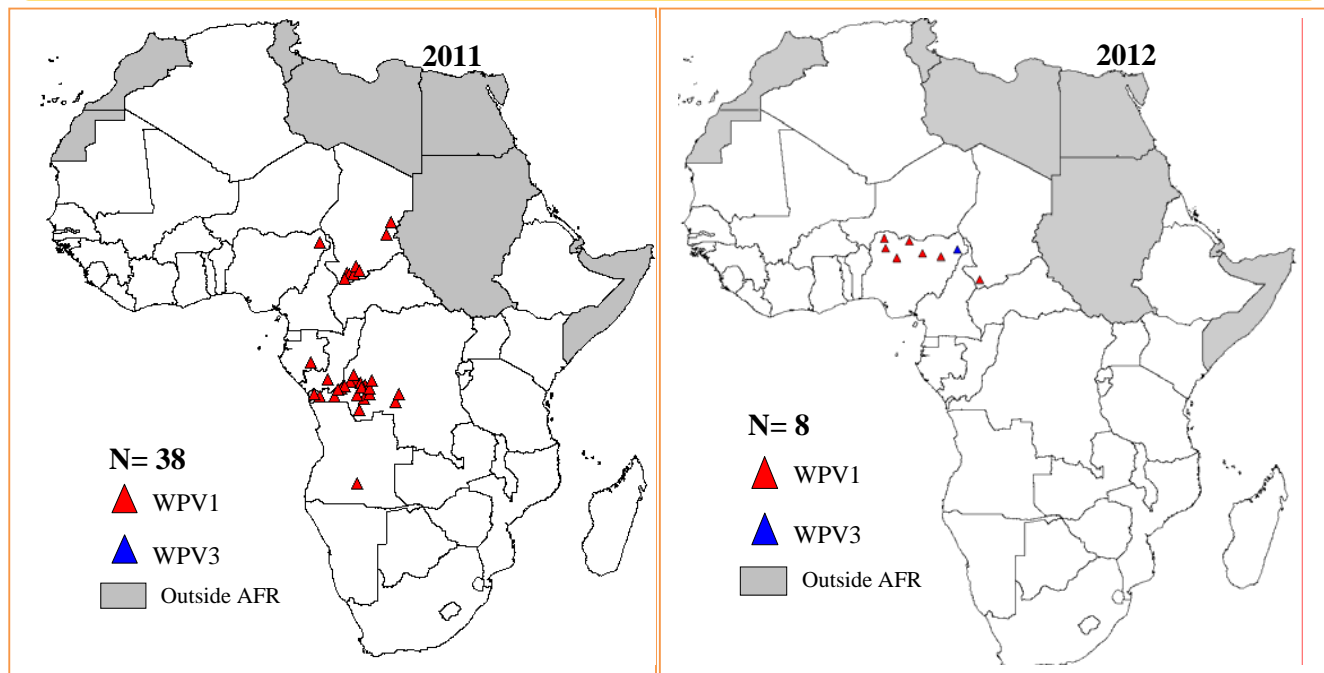 2011
N= 38
WPV1
WPV3
Outside AFR
2012
N= 8
WPV1
WPV3
Outside AFR